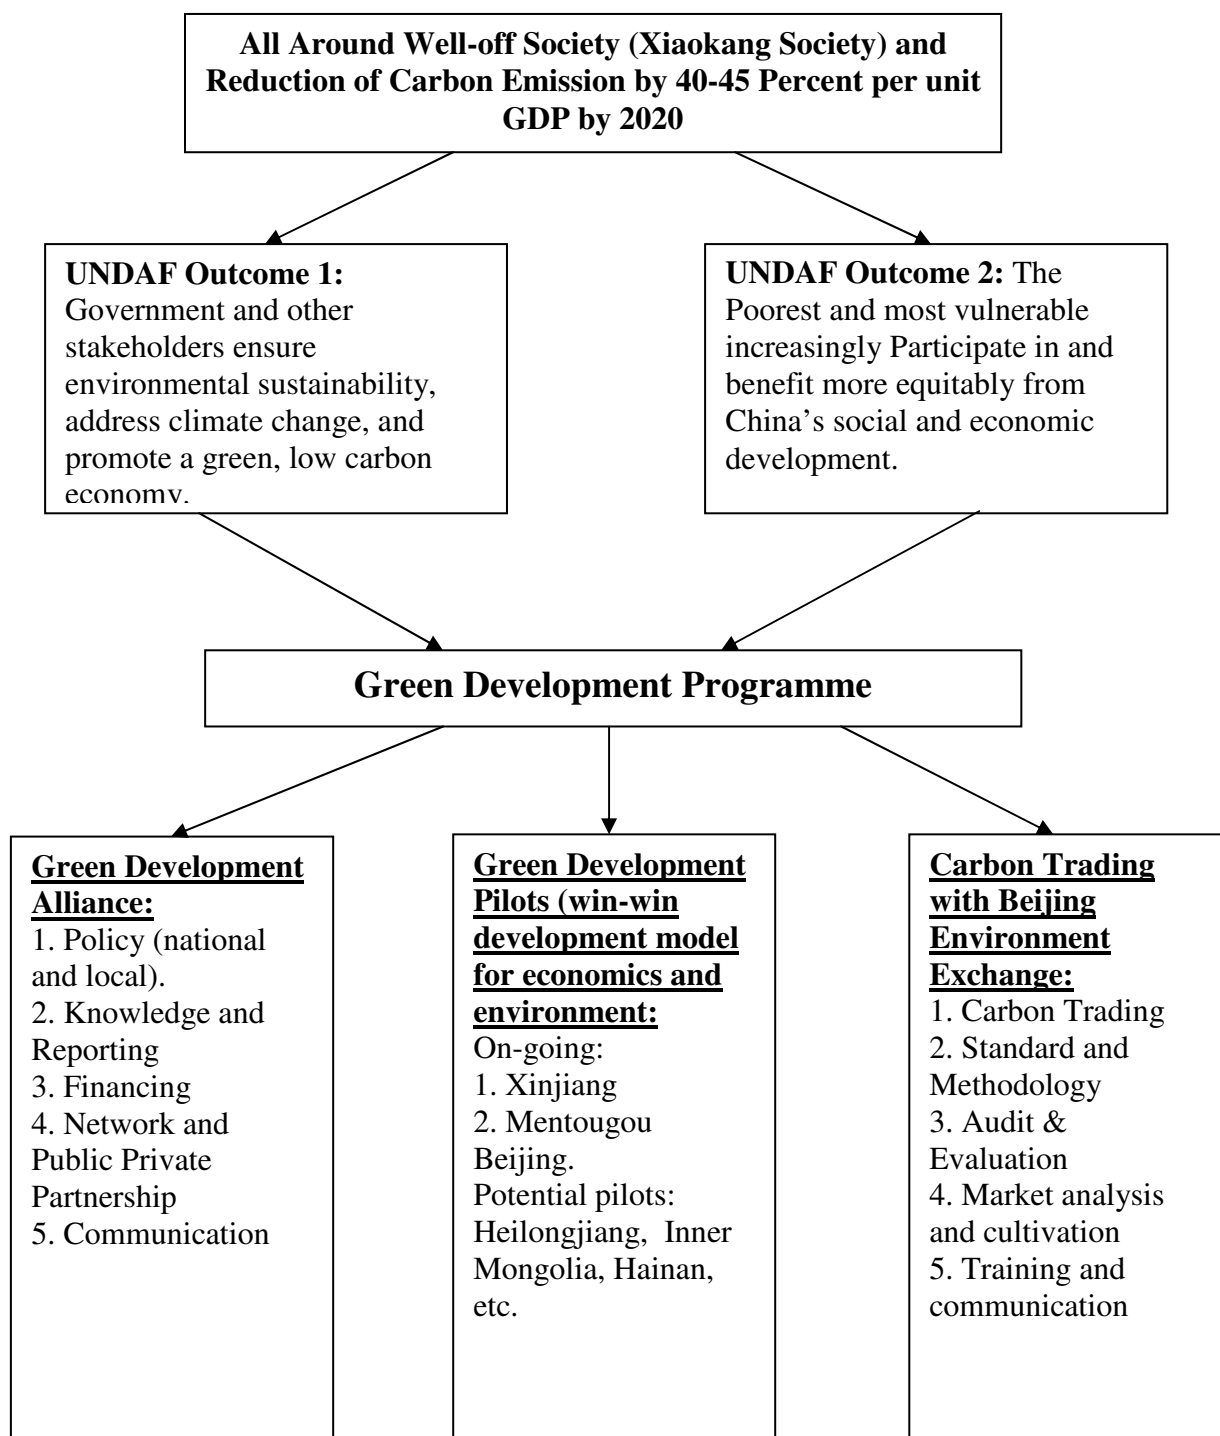 All Around Well-off Society (Xiaokang Society) and
Reduction of Carbon Emission by 40-45 Percent per unit
GDP by 2020
UNDAF Outcome 1:
Government and other
stakeholders ensure
environmental sustainability,
address climate change, and
promote a green, low carbon
economy.
UNDAF Outcome 2: The
Poorest and most vulnerable
increasingly Participate in and
benefit more equitably from
China’s social and economic
development.
Green Development Programme
Green Development
Alliance:
1. Policy (national
and local).
2. Knowledge and
Reporting
3. Financing
4. Network and
Public Private
Partnership
5. Communication
Green Development
Pilots (win-win
development model
for economics and
environment:
On-going:
1. Xinjiang
2. Mentougou
Beijing.
Potential pilots:
Heilongjiang,  Inner
Mongolia, Hainan,
etc.
Carbon Trading
with Beijing
Environment
Exchange:
1. Carbon Trading
2. Standard and
Methodology
3. Audit &
Evaluation
4. Market analysis
and cultivation
5. Training and
communication